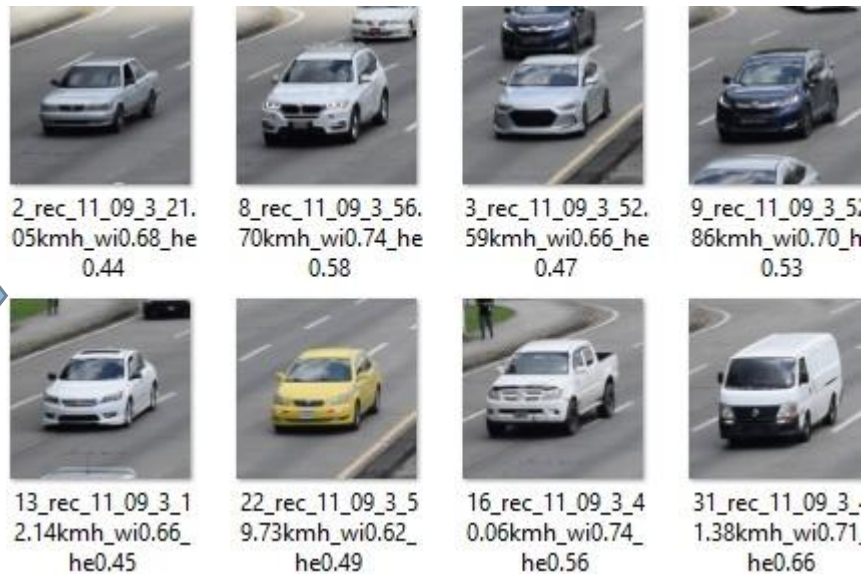 2_rec_11_09_3_21.
05kmh_wi0.68_he
0.44
8_rec_11_09_3_56.
70kmh_wi0.74_he
0.58
3_rec_11_09_3_52.
59kmh_wi0.66_he
0.47
9_rec_11_09_3_52
86kmh_wi0.70_h
0.53
13_rec_11_09_3_1
2.14kmh_wi0.66_
he0.45
22_rec_11_09_3_5
9.73kmh_wi0.62_
he0.49
16_rec_11_09_3_4
0.06kmh_wi0.74_
he0.56
31_rec_11_09_3_4
1.38kmh_wi0.71_
he0.66